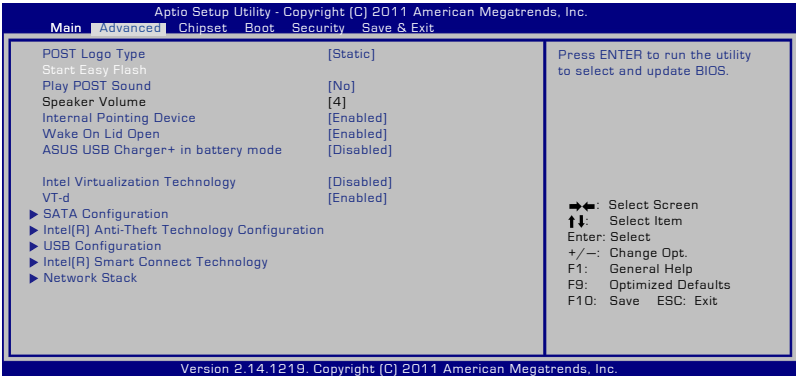 Aptio Setup Utility - Copyright (C) 2011 American Megatrends, Inc.
Main Advanced Chipset Boot Security Save & Exit
POST Logo Type [Static]
Start Easy Flash
Play POST Sound [No]
Speaker Volume [4]
Internal Pointing Device [Enabled]
Wake On Lid Open [Enabled]
ASUS USB Charger+ in battery mode [Disabled]
Intel Virtualization Technology [Disabled]
VT-d [Enabled]
SATA Configuration
Intel(R) Anti-Theft Technology Configuration
USB Configuration
Intel(R) Smart Connect Technology
Network Stack
Press ENTER to run the utility
to select and update BIOS.
→←: Select Screen
↑↓: Select Item
Enter: Select
+/—: Change Opt.
F1: General Help
F9: Optimized Defaults
F10: Save ESC: Exit
Version 2.14.1219. Copyright (C) 2011 American Megatrends, Inc.